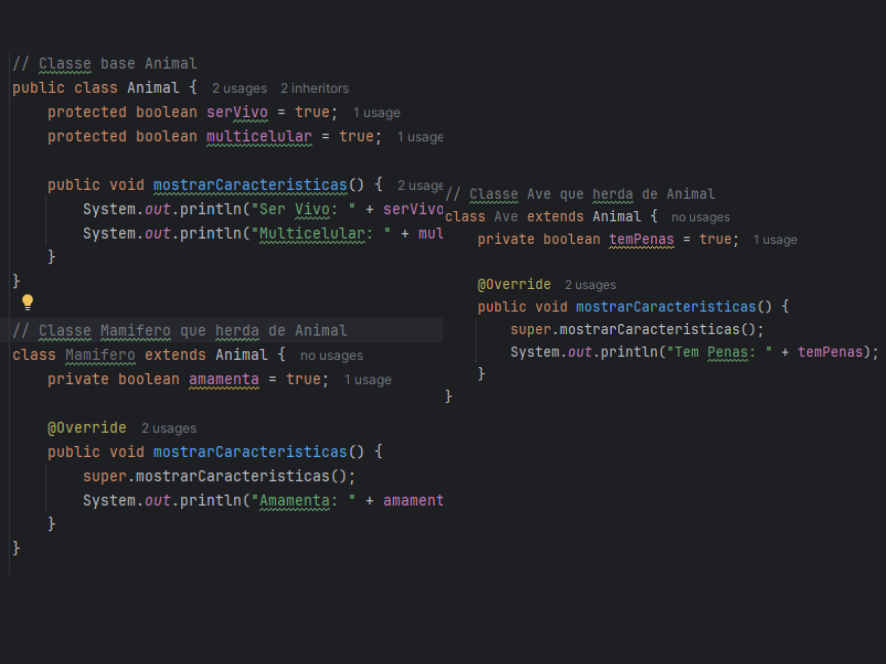 // Classe base Animal
public class Animal { 2 usages 2 inheritors
protected boolean serVivo = true; 1 usage
protected boolean multicelular = true; 1 usage
public void mostrarCaracteristicas() { 2 usage
System.out.println("Ser Vivo: " + serVivo
System.out.println("Multicelular: " + mul
}
}
// Classe Mamifero que herda de Animal
class Mamifero extends Animal { no usages
private boolean amamenta = true; 1 usage
@Override 2 usages
public void mostrarCaracteristicas() {
super.mostrarCaracteristicas();
System.out.println("Amamenta: " + amament
}
}
// Classe Ave que herda de Animal
class Ave extends Animal { no usages
private boolean temPenas = true; 1 usage
@Override 2 usages
public void mostrarCaracteristicas() {
super.mostrarCaracteristicas();
System.out.println("Tem Penas: " + temPenas);
}
}